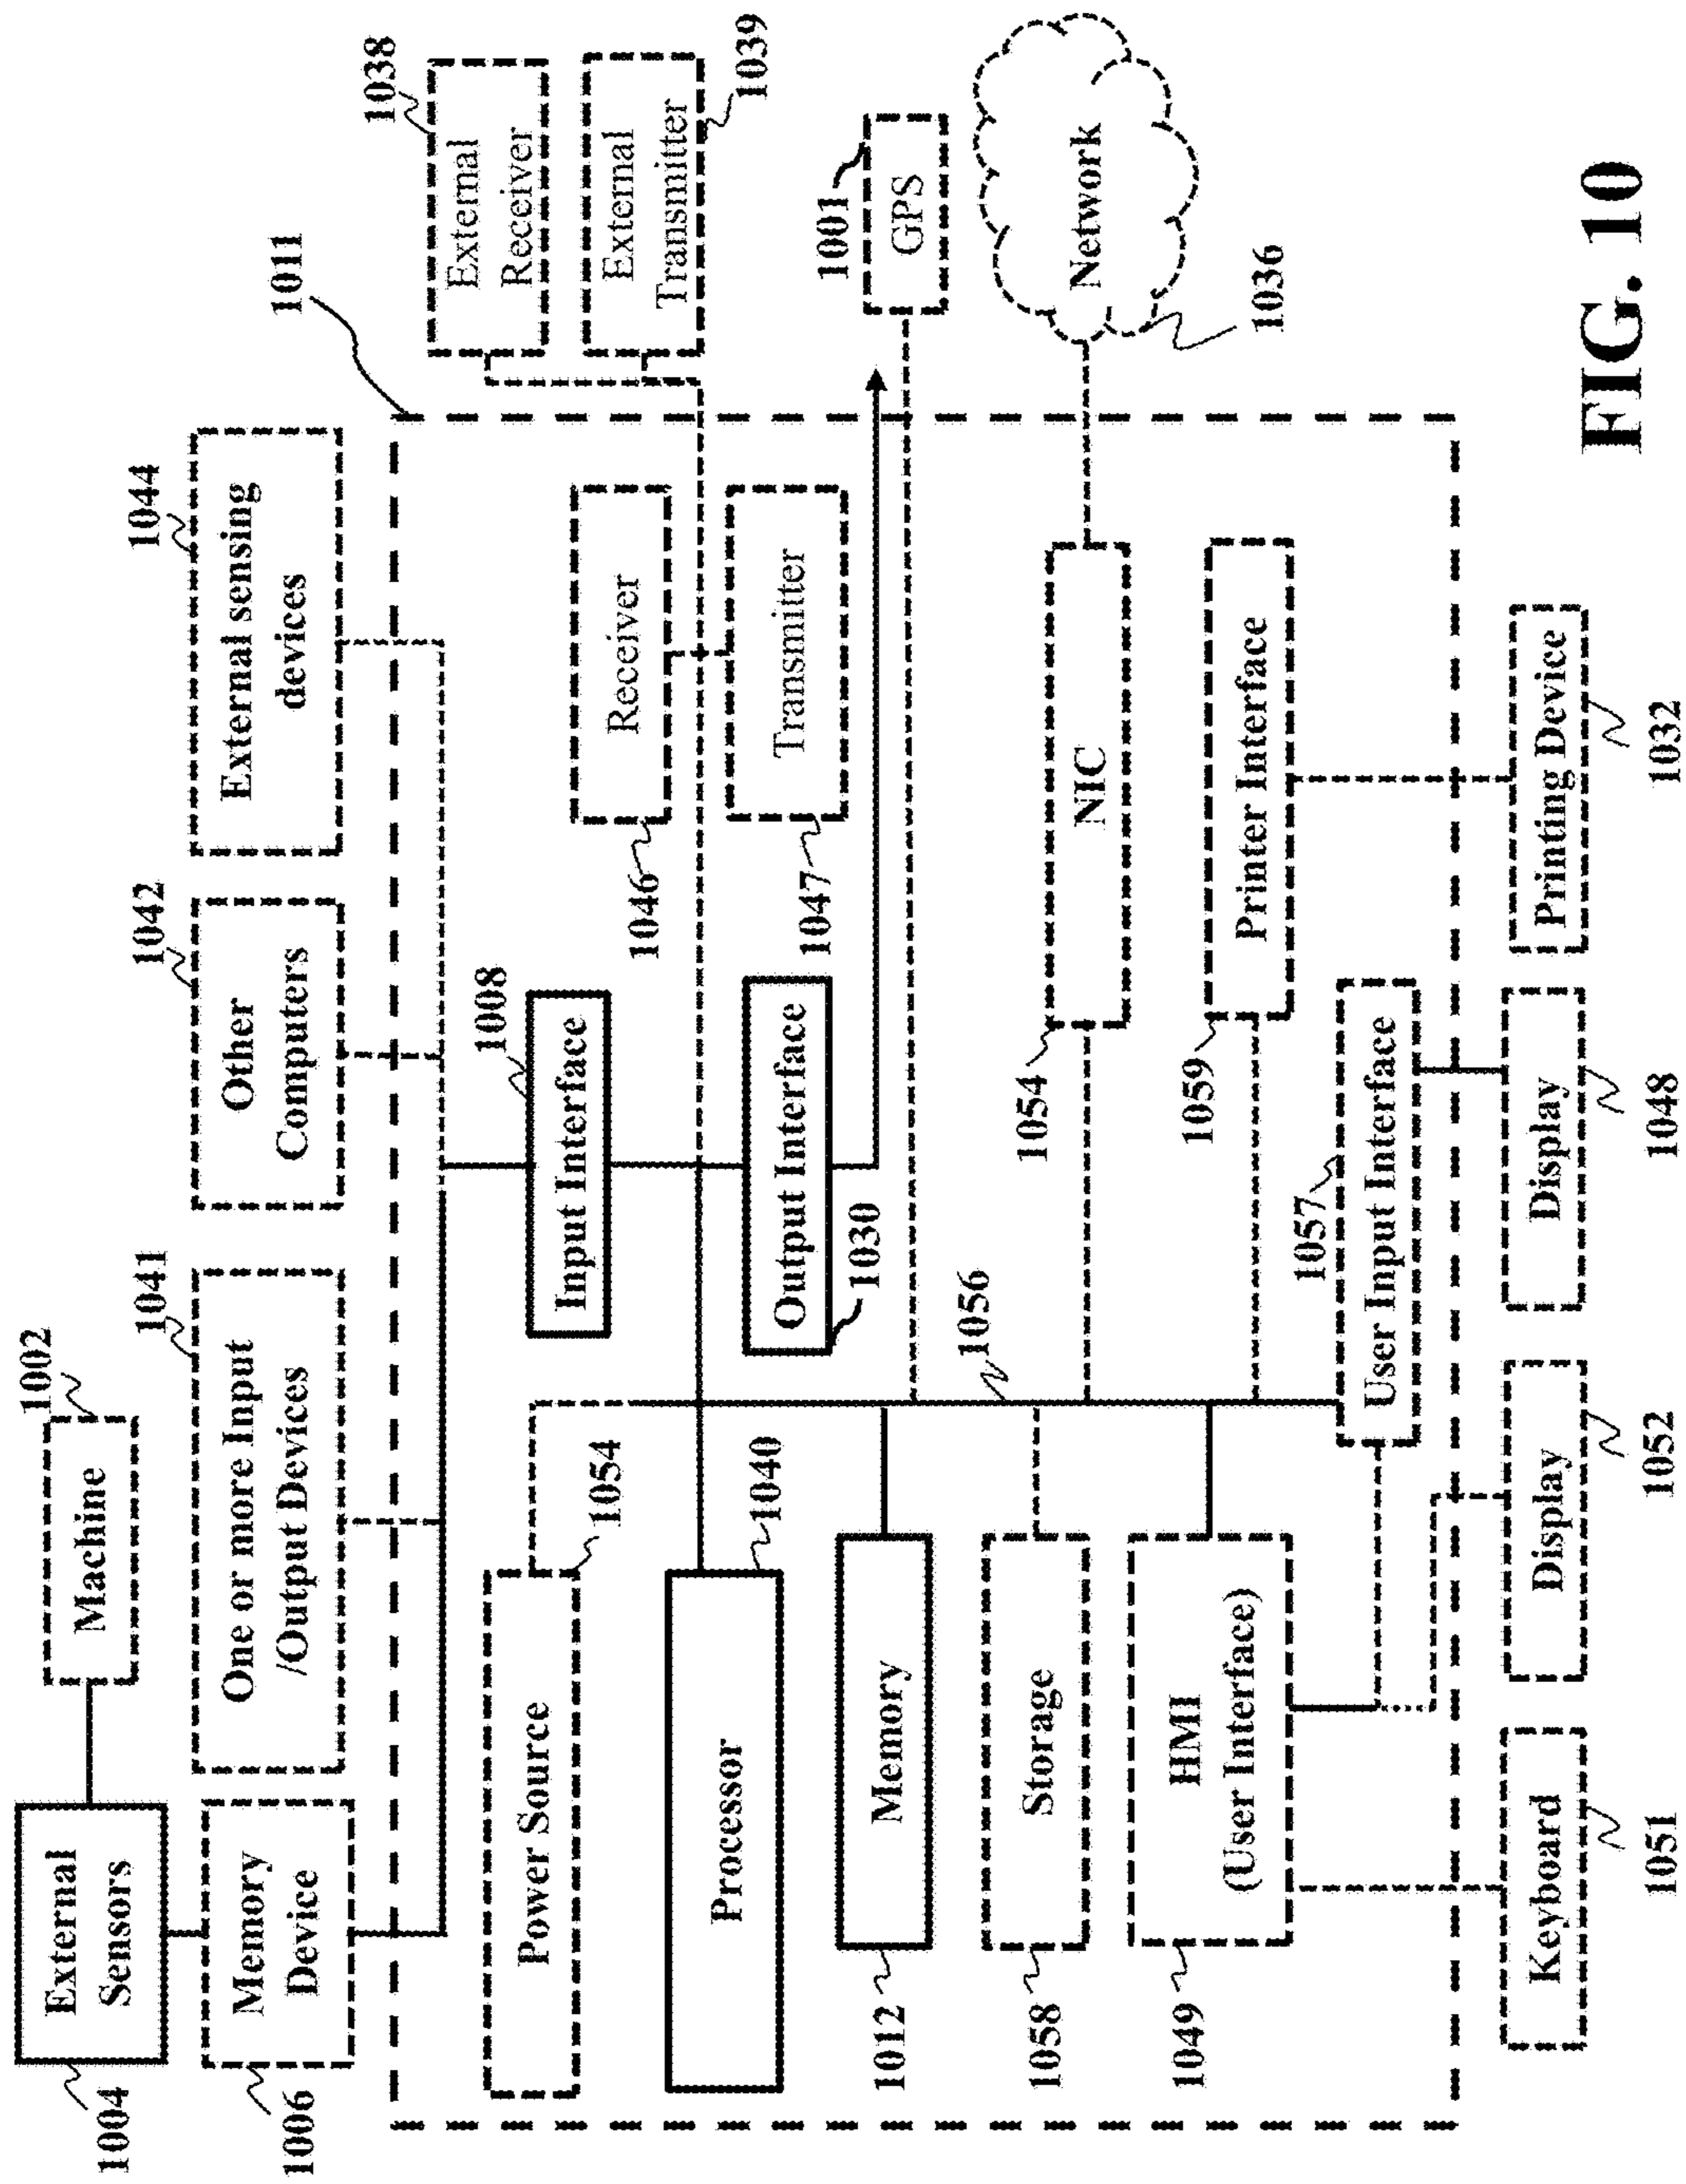 1002
Machine
External
Sensors
1004
1041
One or more Input
/Output Devices
1042
Other
Computers
1044
External sensing
devices
Memory
Device
1006
1011
1038
External
Receiver
External
Transmitter
1039
Power Source
1054
1008
Input Interface
Receiver
1046
Processor
1040
Output Interface
1030
Transmitter
1047
1001
GPS
Memory
1012
1056
Storage
1058
1054
NIC
Network
1036
HMI
(User Interface)
1049
1059
Printer Interface
1057
User Input Interface
Keyboard
1051
Display
1052
Display
1048
Printing Device
1032
FIG. 10